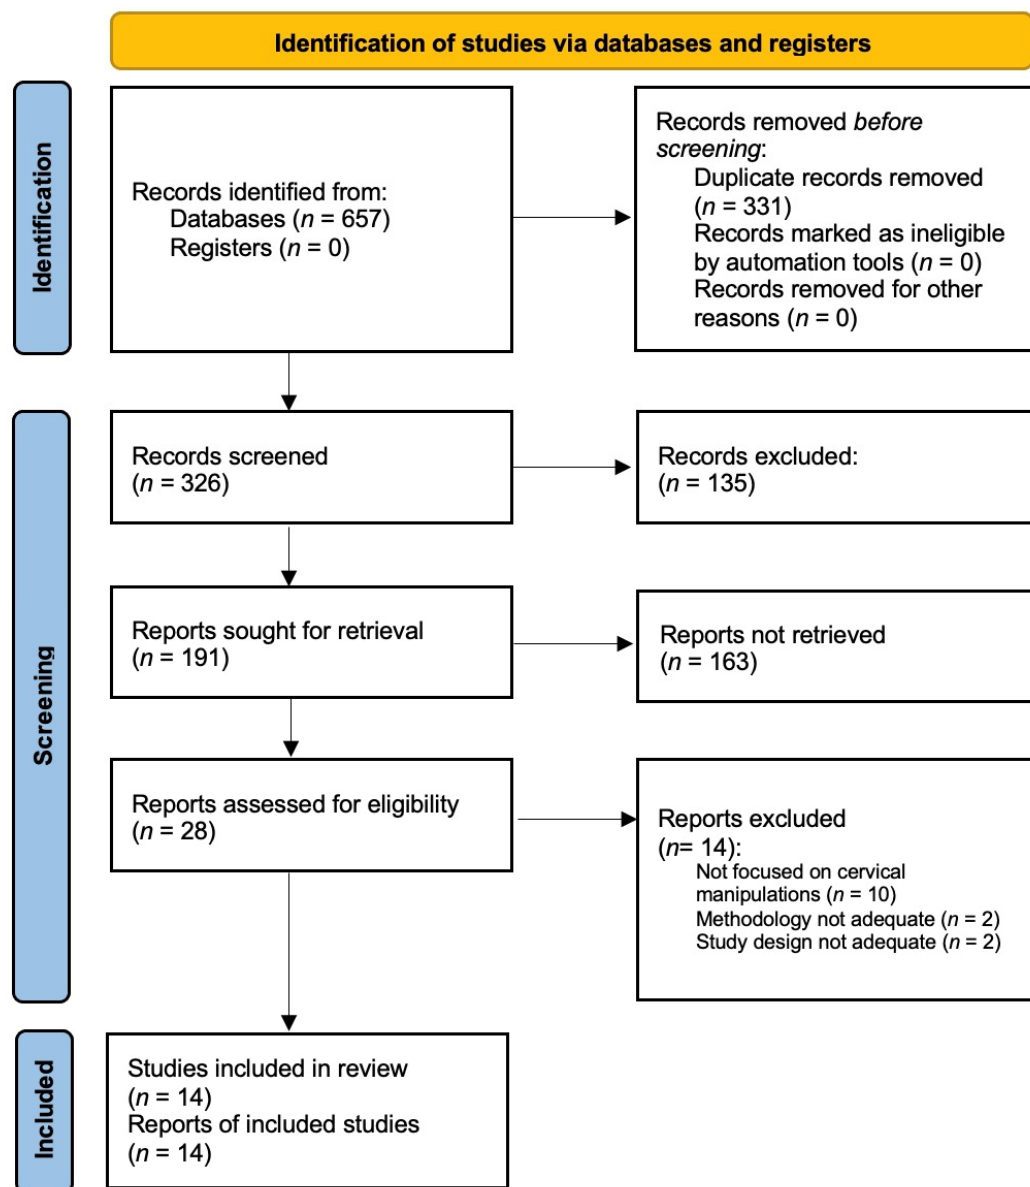 Identification of studies via databases and registers
Identification
Records identified from:
Databases (n = 657)
Registers (n = 0)
Records removed before
screening:
Duplicate records removed
(n = 331)
Records marked as ineligible
by automation tools (n = 0)
Records removed for other
reasons (n = 0)
Screening
Records screened
(n = 326)
Records excluded:
(n = 135)
Reports sought for retrieval
(n = 191)
Reports not retrieved
(n = 163)
Reports assessed for eligibility
(n = 28)
Reports excluded
(n= 14):
Not focused on cervical
manipulations (n = 10)
Methodology not adequate (n = 2)
Study design not adequate (n = 2)
Included
Studies included in review
(n = 14)
Reports of included studies
(n = 14)